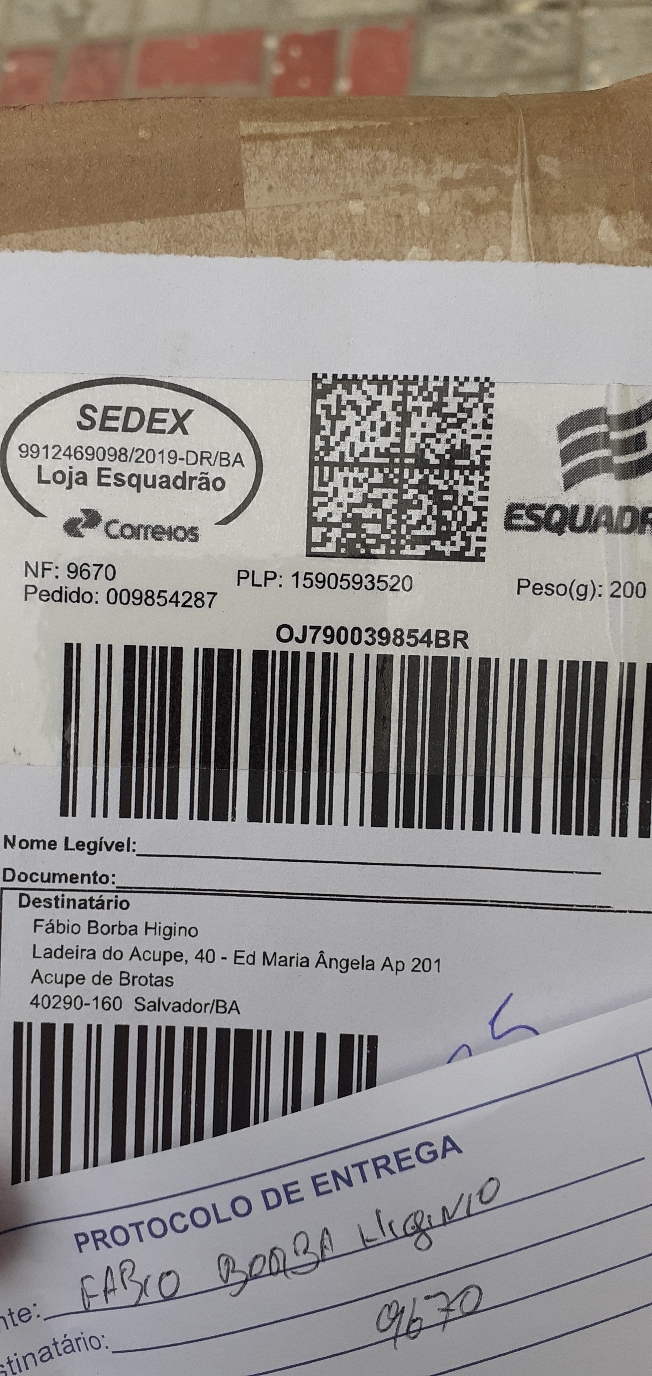 SEDEX
9912469098/2019-DR/BA
Loja Esquadrão
Correios
ESQUADR
NF: 9670
PLP: 1590593520
Peso(g): 200
Pedido: 009854287
OJ790039854BR
Nome Legível:
Documento:
Destinatário
Fábio Borba Higino
Ladeira do Acupe, 40 - Ed Maria Ângela Ap 201
Acupe de Brotas
40290-160 Salvador/BA
PROTOCOLO DE ENTREGA
nte: FABIO BORBA HIGINIO
stinatário:
9670